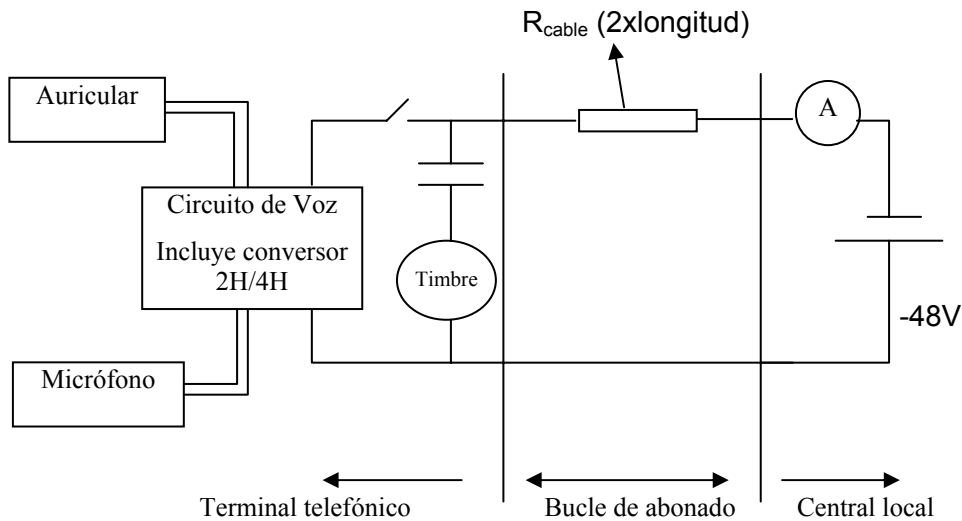 R_cable (2xlongitud)
Auricular
A
Circuito de Voz
Incluye conversor
2H/4H
Timbre
-48V
Micrófono
Terminal telefónico
Bucle de abonado
Central local